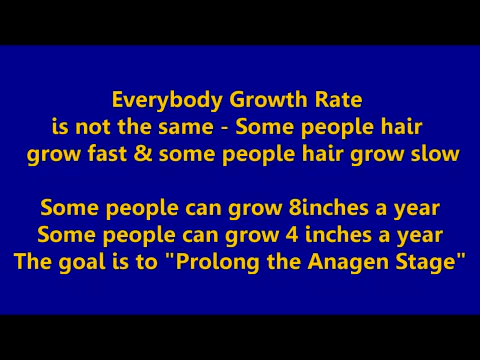 Everybody Growth Rate
is not the same - Some people hair
grow fast & some people hair grow slow
Some people can grow 8inches a year
Some people can grow 4 inches a year
The goal is to "Prolong the Anagen Stage"